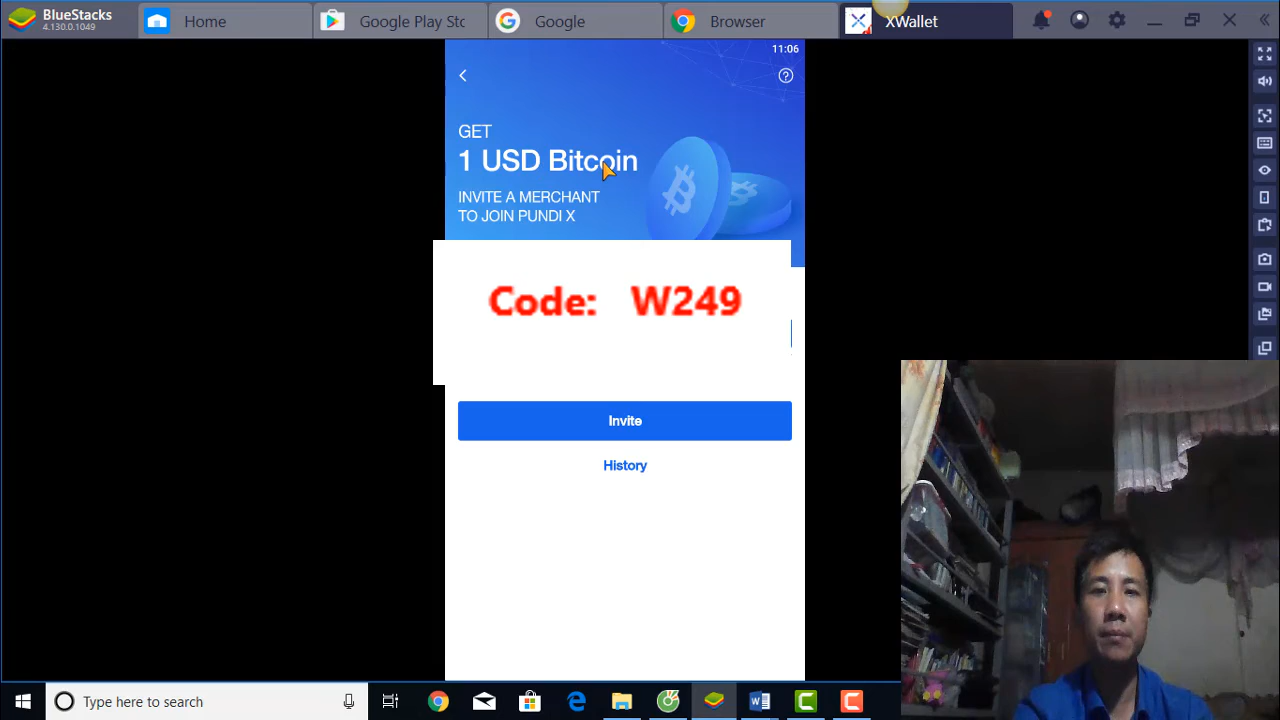 BlueStacks
4.130.0.1049
Home
Google Play Stc
Google
Browser
XWallet
11:06
GET
1 USD Bitcoin
INVITE A MERCHANT
TO JOIN PUNDI X
Code: W249
Invite
History
Type here to search